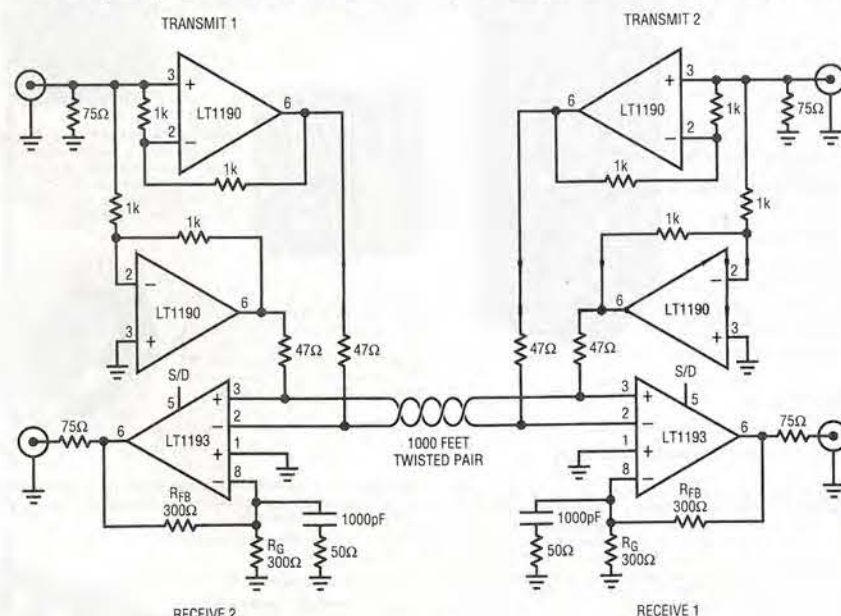 TRANSMIT 1
TRANSMIT 2
3
+
LT1190
6
2
−
75Ω
1k
1k
1k
1k
2
−
LT1190
6
3
+
47Ω
47Ω
3
+
LT1190
6
2
−
75Ω
1k
1k
1k
1k
2
−
LT1190
6
3
+
47Ω
47Ω
S/D
5
3
+
2
−
LT1193
1
+
8
−
6
75Ω
RFB
300Ω
RG
300Ω
1000pF
50Ω
1000 FEET
TWISTED PAIR
S/D
5
3
+
2
−
LT1193
1
+
8
−
6
75Ω
RFB
300Ω
RG
300Ω
1000pF
50Ω
RECEIVE 2
RECEIVE 1